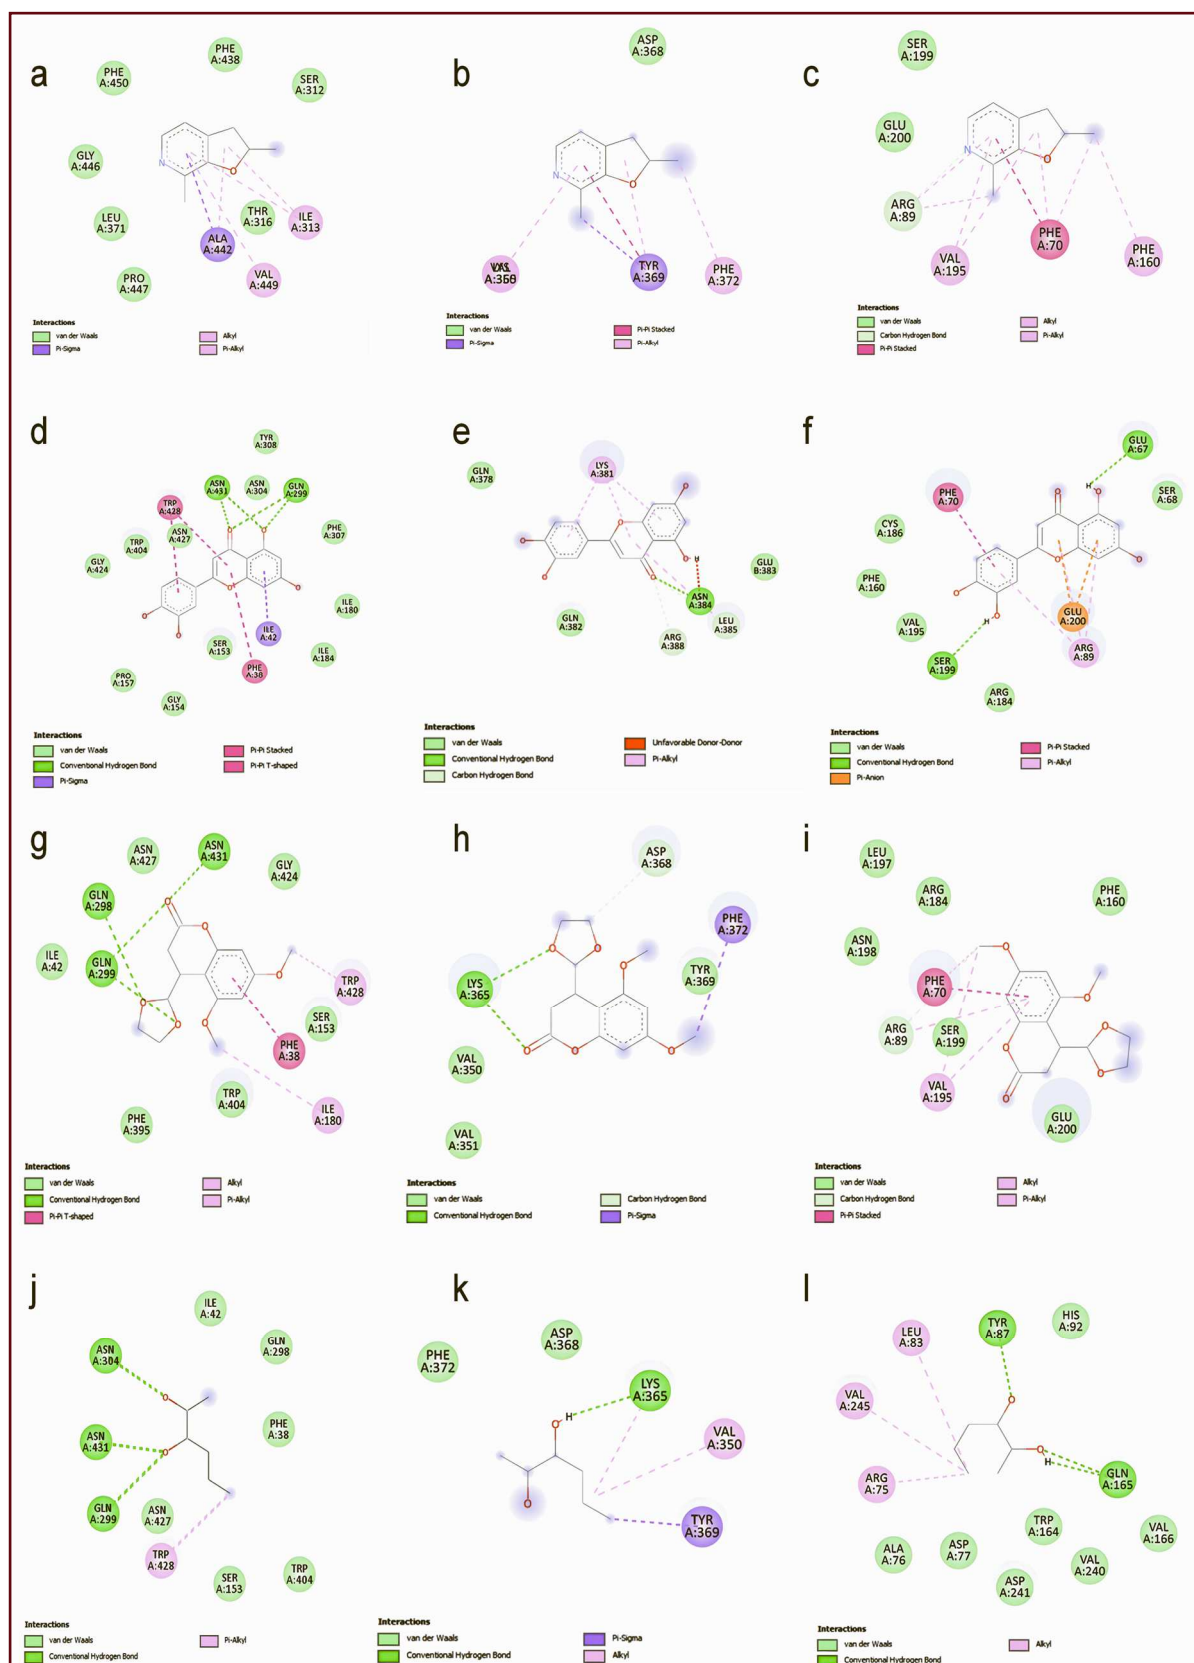 a
PHE
A:438
PHE
A:450
SER
A:312
GLY
A:446
LEU
A:371
THR
A:316
ILE
A:313
ALA
A:442
PRO
A:447
VAL
A:449
N
O
Interactions
van der Waals
Pi-Sigma
Alkyl
Pi-Alkyl
b
ASP
A:368
N
O
TYR
A:369
PHE
A:372
Interactions
van der Waals
Pi-Sigma
Pi-Pi Stacked
Pi-Alkyl
c
SER
A:199
GLU
A:200
N
O
ARG
A:89
VAL
A:195
PHE
A:70
PHE
A:160
Interactions
van der Waals
Carbon Hydrogen Bond
Pi-Pi Stacked
Alkyl
Pi-Alkyl
d
TYR
A:308
ASN
A:431
ASN
A:304
GLN
A:299
TRP
A:428
ASN
A:427
PHE
A:307
TRP
A:404
GLY
A:424
ILE
A:180
ILE
A:42
SER
A:153
ILE
A:184
PHE
A:38
PRO
A:157
GLY
A:154
Interactions
van der Waals
Conventional Hydrogen Bond
Pi-Sigma
Pi-Pi Stacked
Pi-Pi T-shaped
e
GLN
A:378
LYS
A:381
H
GLU
B:383
ASN
A:384
GLN
A:382
LEU
A:385
ARG
A:388
Interactions
van der Waals
Conventional Hydrogen Bond
Carbon Hydrogen Bond
Unfavorable Donor-Donor
Pi-Alkyl
f
GLU
A:67
H
PHE
A:70
SER
A:68
CYS
A:186
PHE
A:160
VAL
A:195
GLU
A:200
H
SER
A:199
ARG
A:89
ARG
A:184
Interactions
van der Waals
Conventional Hydrogen Bond
Pi-Anion
Pi-Pi Stacked
Pi-Alkyl
g
ASN
A:427
ASN
A:431
GLY
A:424
GLN
A:298
ILE
A:42
GLN
A:299
TRP
A:428
SER
A:153
PHE
A:38
TRP
A:404
ILE
A:180
PHE
A:395
Interactions
van der Waals
Conventional Hydrogen Bond
Pi-Pi T-shaped
Alkyl
Pi-Alkyl
h
ASP
A:368
PHE
A:372
TYR
A:369
LYS
A:365
VAL
A:350
VAL
A:351
Interactions
van der Waals
Conventional Hydrogen Bond
Carbon Hydrogen Bond
Pi-Sigma
i
LEU
A:197
ARG
A:184
PHE
A:160
ASN
A:198
PHE
A:70
ARG
A:89
SER
A:199
VAL
A:195
GLU
A:200
Interactions
van der Waals
Carbon Hydrogen Bond
Pi-Pi Stacked
Alkyl
Pi-Alkyl
j
ILE
A:42
GLN
A:298
ASN
A:304
PHE
A:38
ASN
A:431
GLN
A:299
ASN
A:427
TRP
A:428
SER
A:153
TRP
A:404
Interactions
van der Waals
Conventional Hydrogen Bond
Pi-Alkyl
k
PHE
A:372
ASP
A:368
LYS
A:365
H
VAL
A:350
TYR
A:369
Interactions
van der Waals
Conventional Hydrogen Bond
Pi-Sigma
Alkyl
l
LEU
A:83
TYR
A:87
HIS
A:92
VAL
A:245
H
ARG
A:75
GLN
A:165
TRP
A:164
VAL
A:166
ALA
A:76
ASP
A:77
VAL
A:240
ASP
A:241
Interactions
van der Waals
Conventional Hydrogen Bond
Alkyl